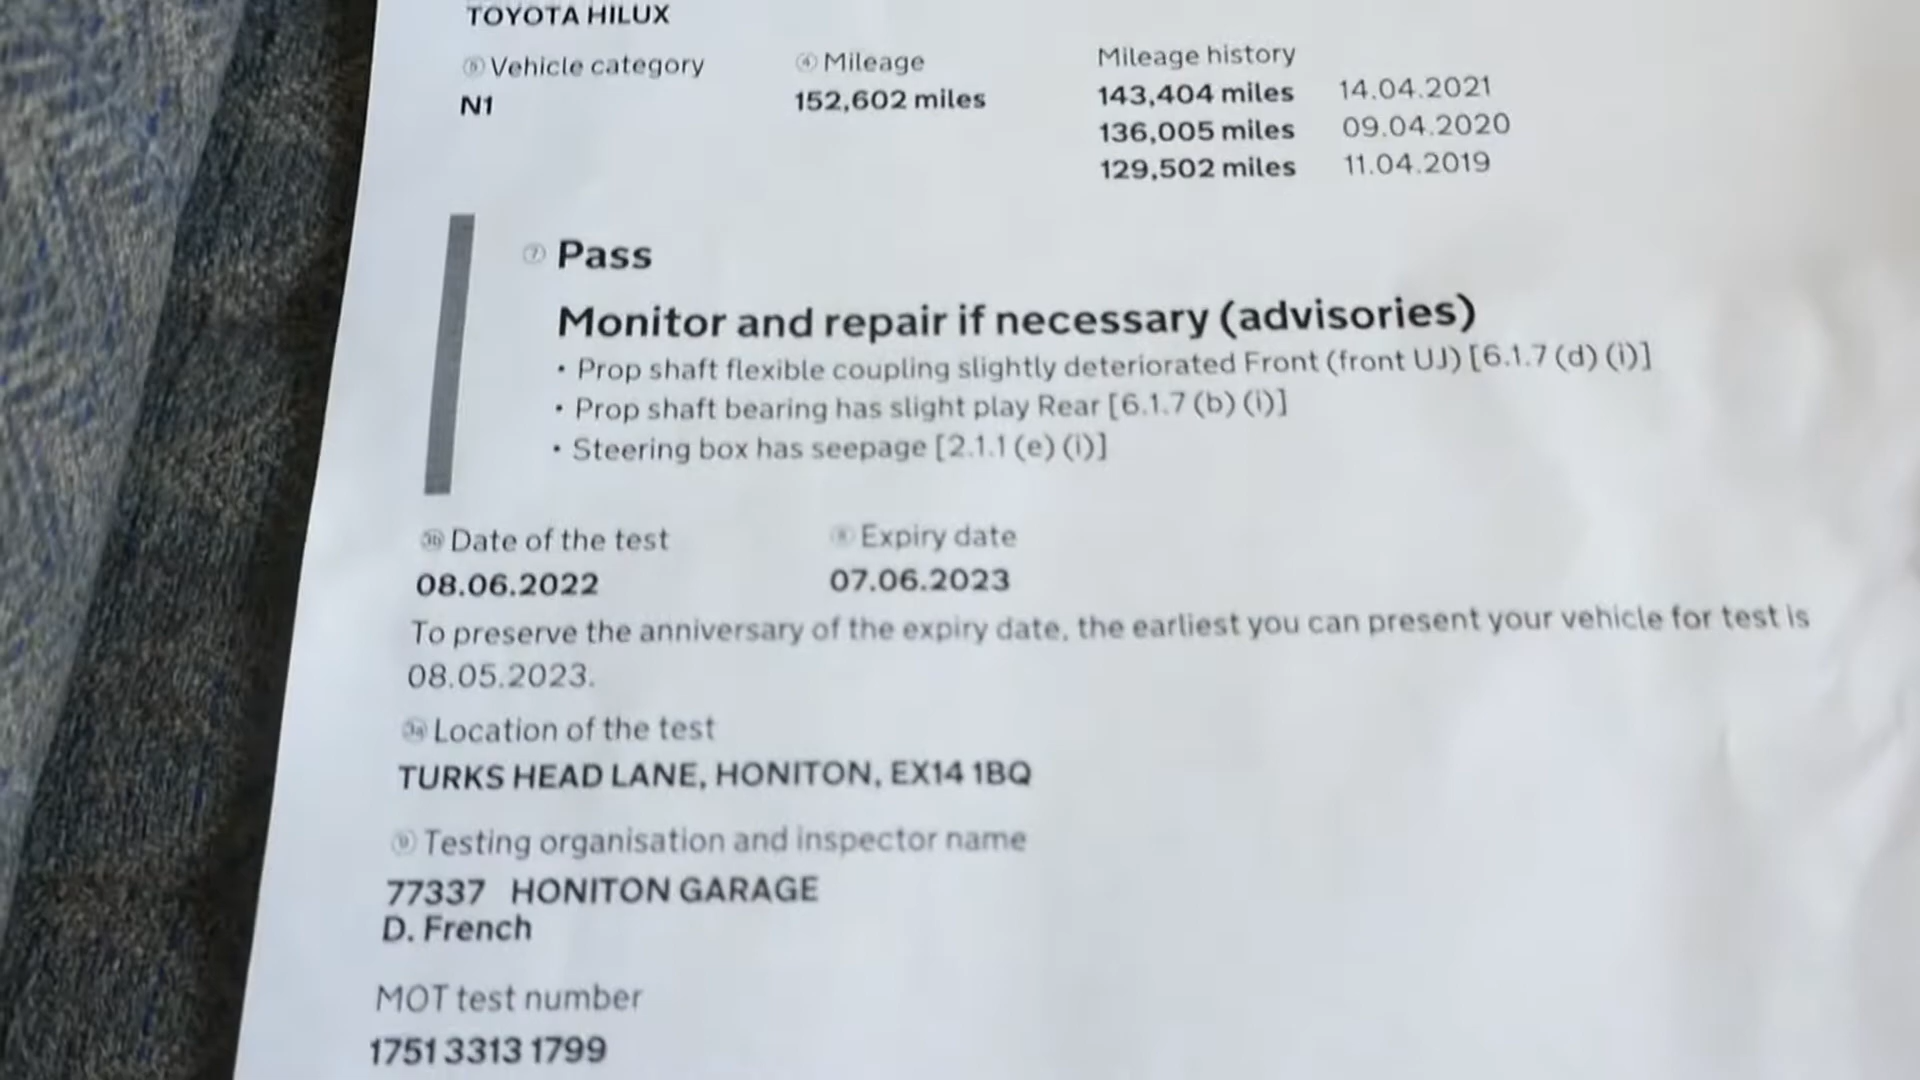 TOYOTA HILUX
Vehicle category
N1
Mileage
152,602 miles
Mileage history
143,404 miles 14.04.2021
136,005 miles 09.04.2020
129,502 miles 11.04.2019
Pass
Monitor and repair if necessary (advisories)
• Prop shaft flexible coupling slightly deteriorated Front (front UJ) [6.1.7 (d) (i)]
• Prop shaft bearing has slight play Rear [6.1.7 (b) (i)]
• Steering box has seepage [2.1.1 (e) (i)]
Date of the test
08.06.2022
Expiry date
07.06.2023
To preserve the anniversary of the expiry date, the earliest you can present your vehicle for test is
08.05.2023.
Location of the test
TURKS HEAD LANE, HONITON, EX14 1BQ
Testing organisation and inspector name
77337 HONITON GARAGE
D. French
MOT test number
1751 3313 1799